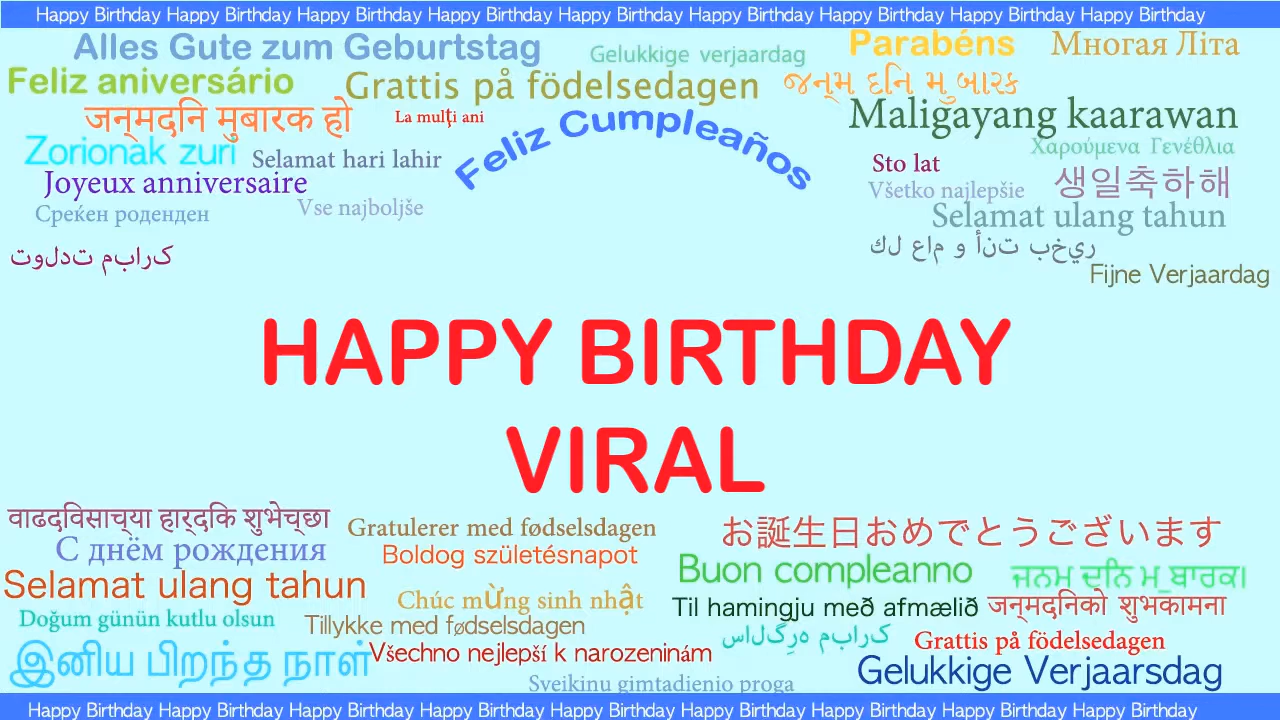 Happy Birthday Happy Birthday Happy Birthday Happy Birthday Happy Birthday Happy Birthday Happy Birthday Happy Birthday Happy Birthday
Alles Gute zum Geburtstag
Gelukkige verjaardag
Parabéns
Многая Літа
Feliz aniversário
Grattis på födelsedagen
જન્મ દિન મુબારક
जन्मदिन मुबारक हो
La mulţi ani
Feliz Cumpleaños
Maligayang kaarawan
Zorionak zuri
Selamat hari lahir
Sto lat
Χαρούμενα Γενέθλια
Joyeux anniversaire
Všetko najlepšie
생일축하해
Среќен роденден
Vse najboljše
Selamat ulang tahun
تولدت مبارک
كل عام و أنت بخير
Fijne Verjaardag
HAPPY BIRTHDAY
VIRAL
वाढदिवसाच्या हार्दिक शुभेच्छा
Gratulerer med fødselsdagen
お誕生日おめでとうございます
С днём рождения
Boldog születésnapot
Buon compleanno
ਜਨਮ ਦਿਨ ਮੁਬਾਰਕ।
Selamat ulang tahun
Chúc mừng sinh nhật
Til hamingju með afmælið
जन्मदिनको शुभकामना
Doğum günün kutlu olsun
Tillykke med fødselsdagen
سالگِرہ مبارک
Grattis på födelsedagen
இனிய பிறந்த நாள்
Všechno nejlepší k narozeninám
Gelukkige Verjaarsdag
Sveikinu gimtadienio proga
Happy Birthday Happy Birthday Happy Birthday Happy Birthday Happy Birthday Happy Birthday Happy Birthday Happy Birthday Happy Birthday